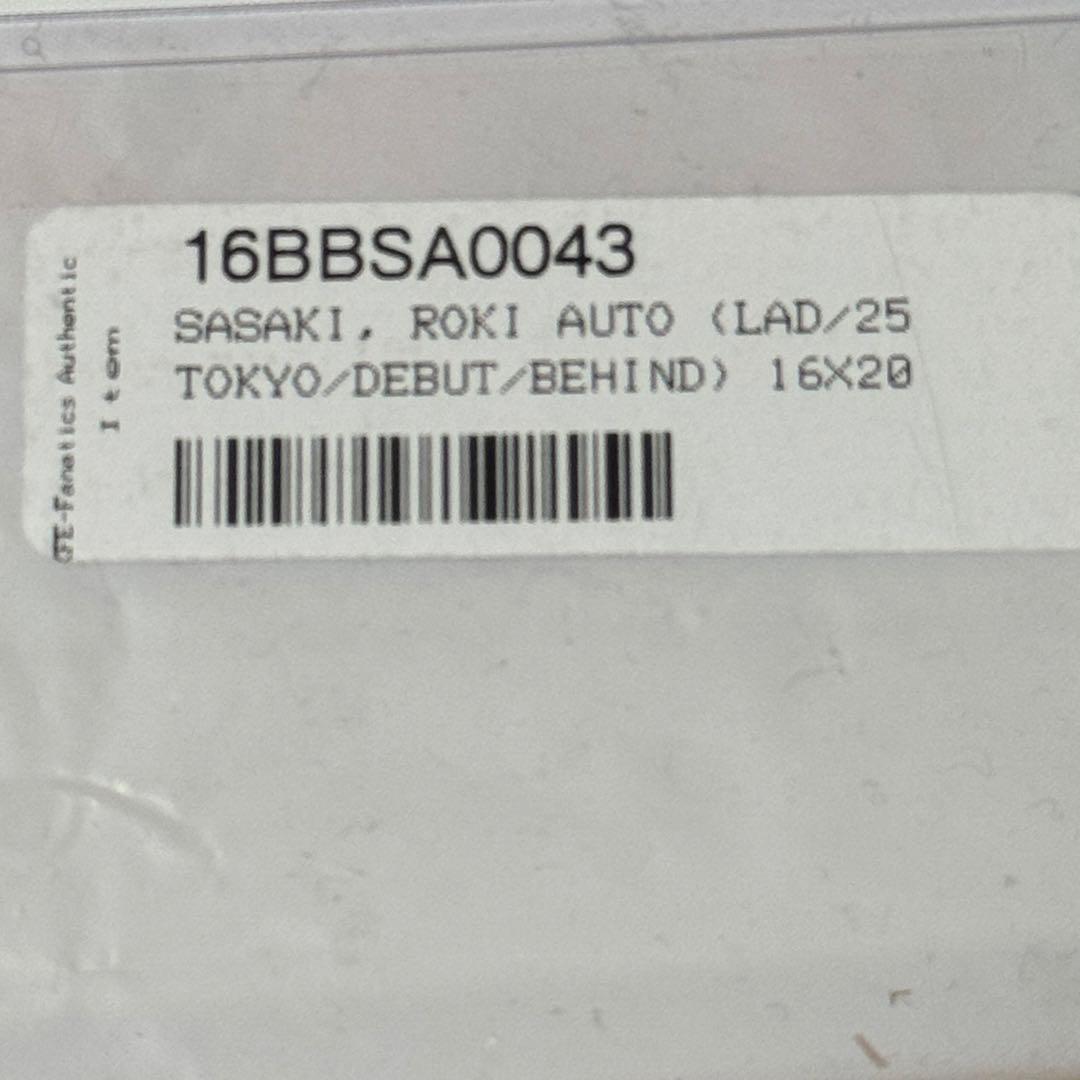 16BBSA0043
SASAKI, ROKI AUTO (LAD/25
TOKYO/DEBUT/BEHIND) 16X20
FE-Fanatics Authentic
Item